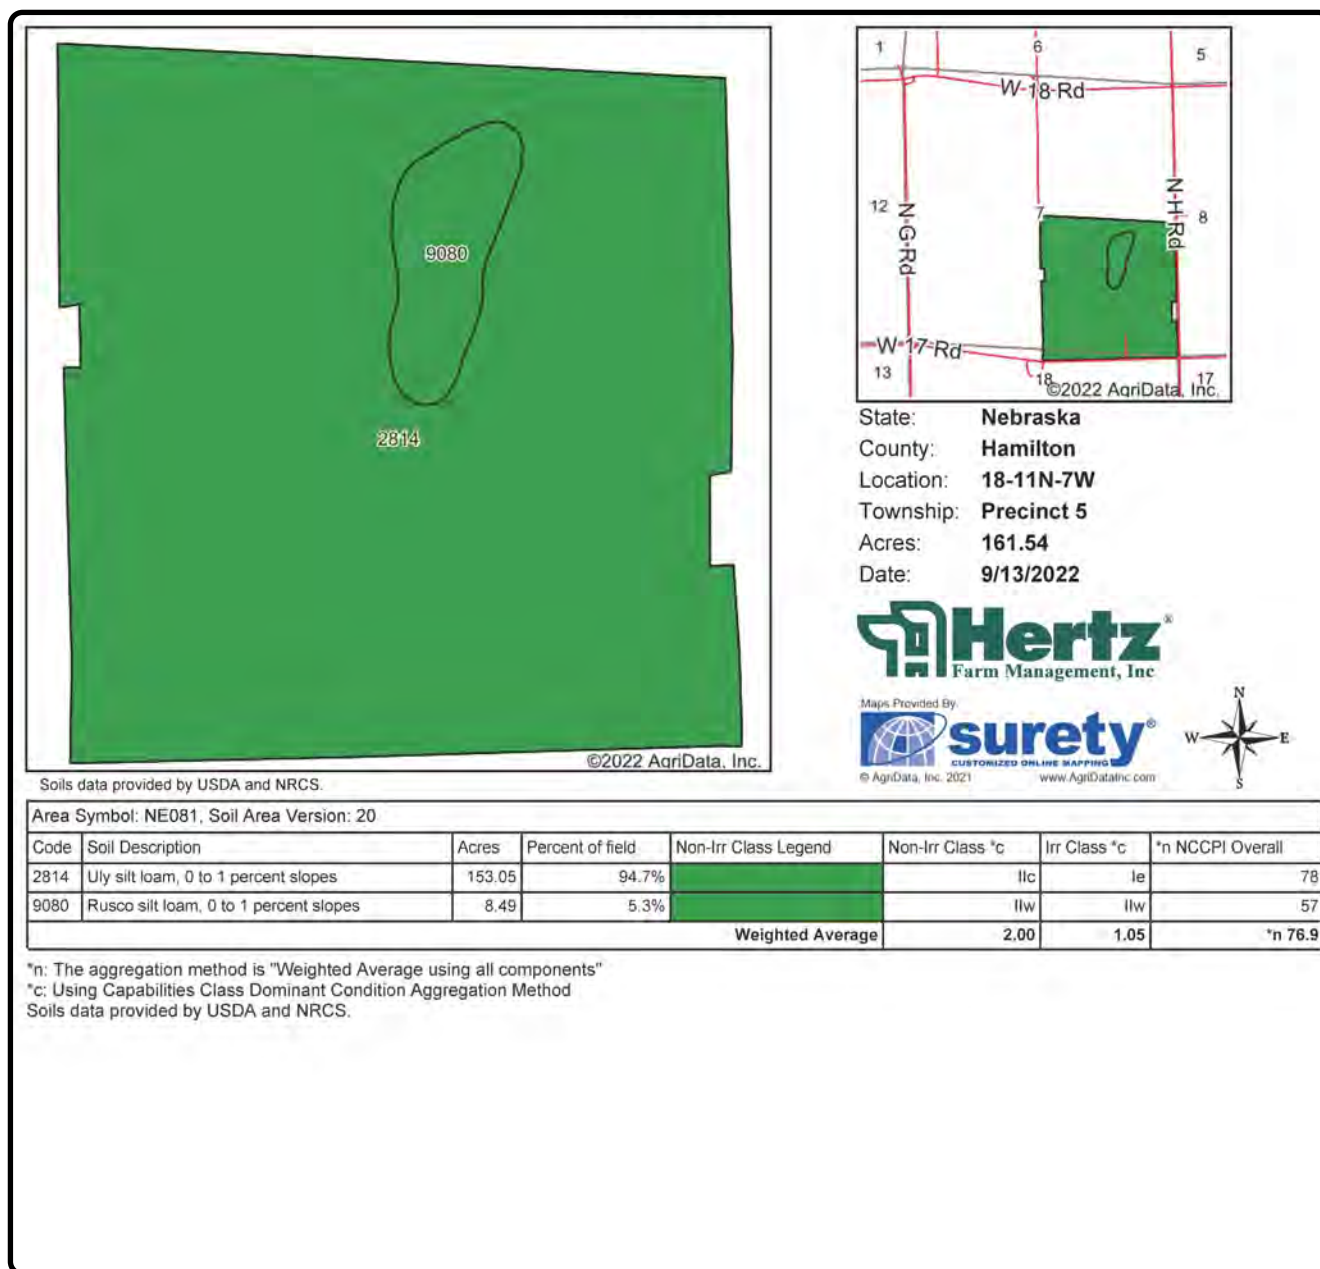 9080
2814
©2022 AgriData, Inc.
Soils data provided by USDA and NRCS.
1
6
5
W 18 Rd
12
N G Rd
7
N H Rd
8
W 17 Rd
13
18
17
©2022 AgriData, Inc.
State: Nebraska
County: Hamilton
Location: 18-11N-7W
Township: Precinct 5
Acres: 161.54
Date: 9/13/2022
Hertz®
Farm Management, Inc
Maps Provided By
surety®
CUSTOMIZED ONLINE MAPPING
© AgriData, Inc. 2021 www.AgriDataInc.com
N
W E
S
Area Symbol: NE081, Soil Area Version: 20
Code Soil Description Acres Percent of field Non-Irr Class Legend Non-Irr Class *c Irr Class *c *n NCCPI Overall
2814 Uly silt loam, 0 to 1 percent slopes 153.05 94.7% IIc Ie 78
9080 Rusco silt loam, 0 to 1 percent slopes 8.49 5.3% IIw IIw 57
Weighted Average 2.00 1.05 *n 76.9
*n: The aggregation method is "Weighted Average using all components"
*c: Using Capabilities Class Dominant Condition Aggregation Method
Soils data provided by USDA and NRCS.